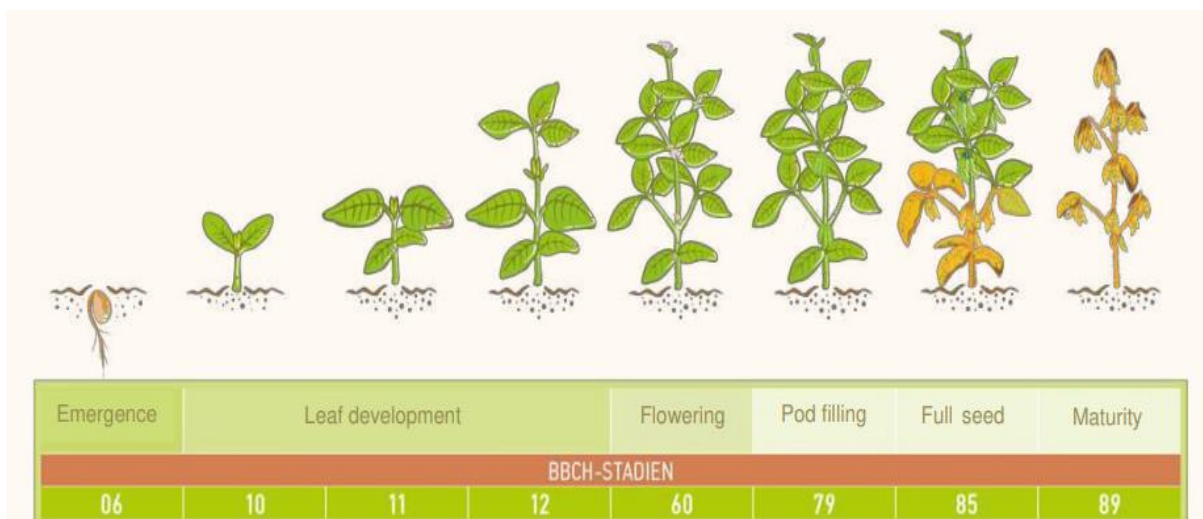 Emergence Leaf development Flowering Pod filling Full seed Maturity
BBCH-STADIEN
06 10 11 12 60 79 85 89